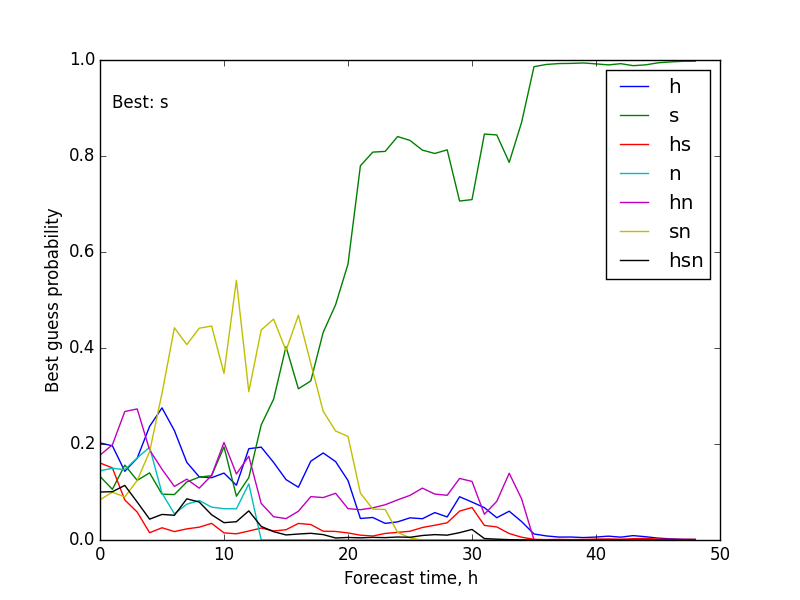 1.0
0.8
0.6
0.4
0.2
0.0
Best guess probability
Best: s
h
s
hs
n
hn
sn
hsn
0 10 20 30 40 50
Forecast time, h